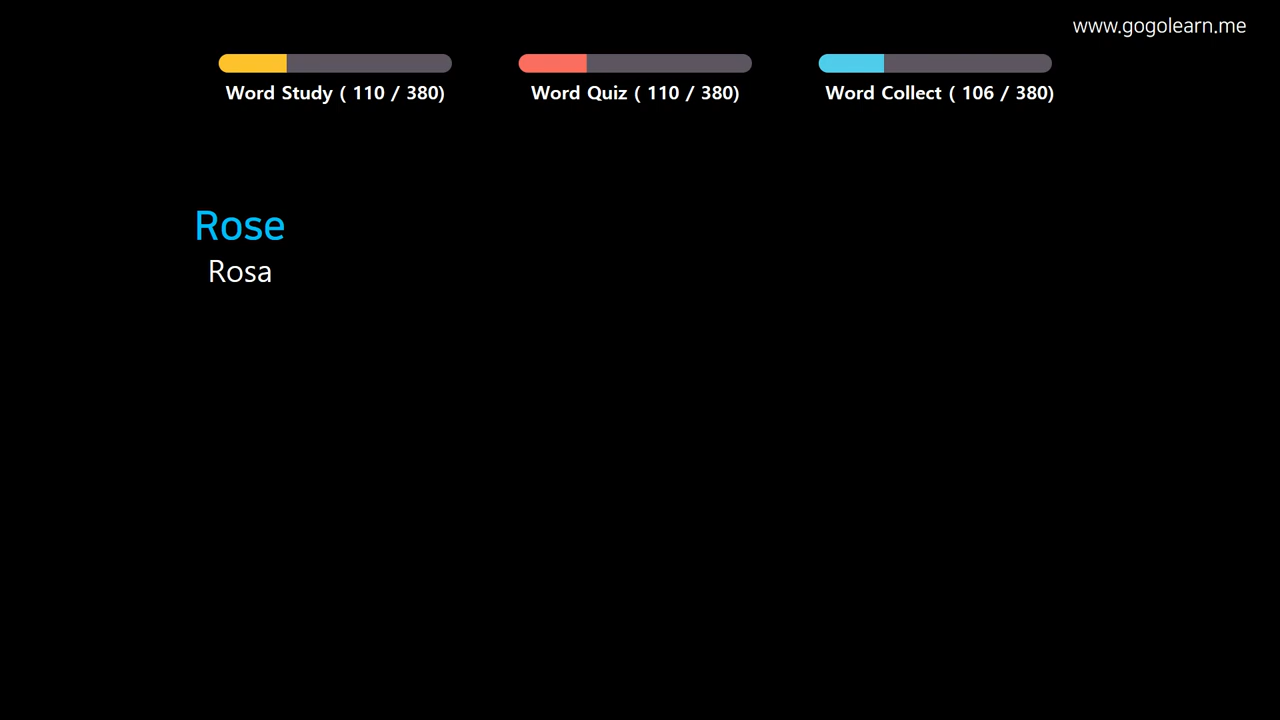 www.gogolearn.me
Word Study ( 110 / 380)
Word Quiz ( 110 / 380)
Word Collect ( 106 / 380)
Rose
Rosa